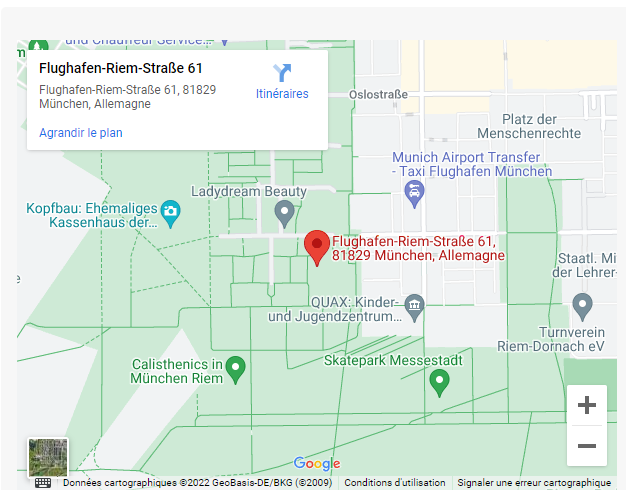 und Chauffeur Service...
m
Flughafen-Riem-Straße 61
Flughafen-Riem-Straße 61, 81829
München, Allemagne
Itinéraires
Agrandir le plan
Oslostraße
Platz der
Menschenrechte
Munich Airport Transfer
- Taxi Flughafen München
Ladydream Beauty
Kopfbau: Ehemaliges
Kassenhaus der...
Flughafen-Riem-Straße 61,
81829 München, Allemagne
Staatl. Mi
der Lehrer-
e
QUAX: Kinder-
und Jugendzentrum...
Turnverein
Riem-Dornach eV
Calisthenics in
München Riem
Skatepark Messestadt
Google
Données cartographiques ©2022 GeoBasis-DE/BKG (©2009)
Conditions d'utilisation
Signaler une erreur cartographique